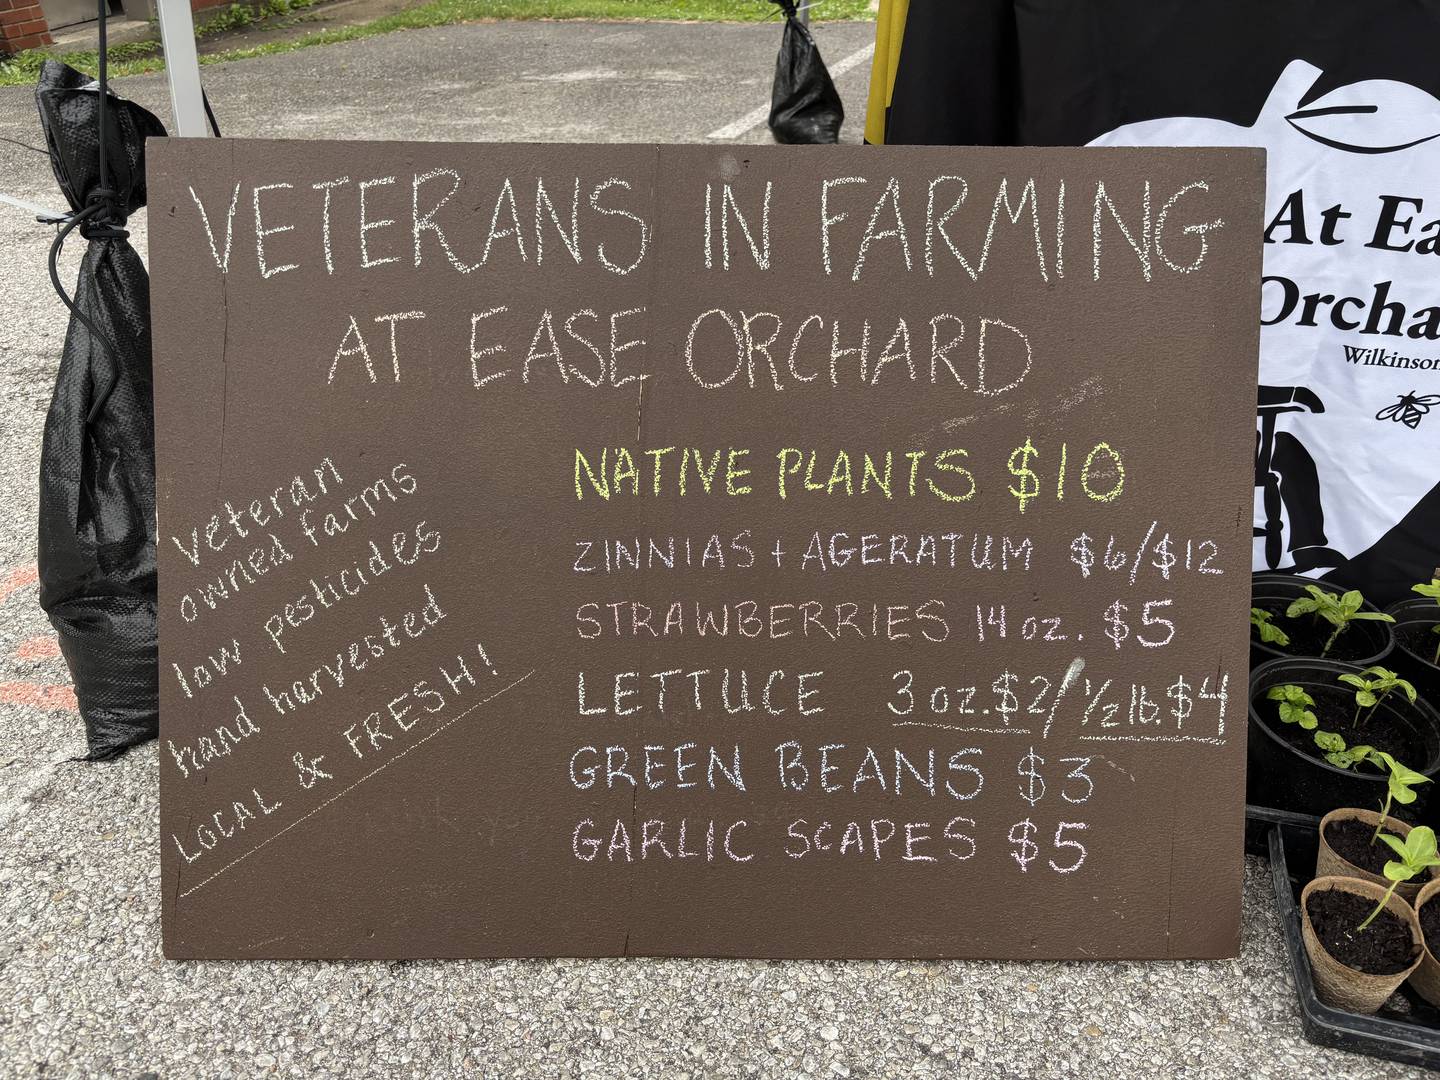 VETERANS IN FARMING
AT EASE ORCHARD
veteran
owned farms
low pesticides
hand harvested
LOCAL & FRESH!
NATIVE PLANTS $10
ZINNIAS + AGERATUM $6/$12
STRAWBERRIES 14 oz. $5
LETTUCE 3 oz. $2/ ½ lb. $4
GREEN BEANS $3
GARLIC SCAPES $5
At Ea
Orcha
Wilkinson